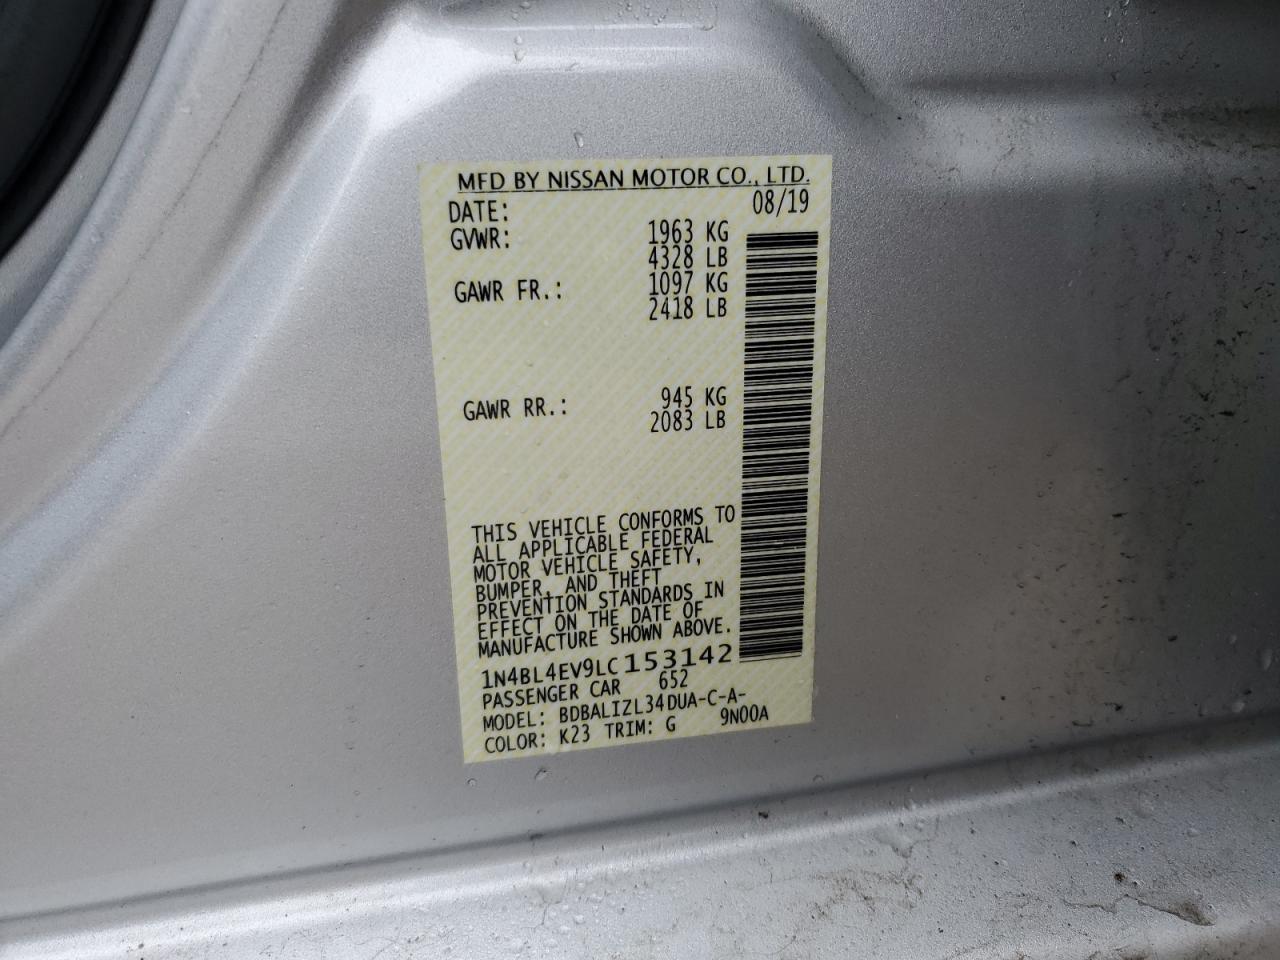 MFD BY NISSAN MOTOR CO., LTD.
DATE: 08/19
GVWR: 1963 KG
4328 LB
GAWR FR.: 1097 KG
2418 LB
GAWR RR.: 945 KG
2083 LB
THIS VEHICLE CONFORMS TO
ALL APPLICABLE FEDERAL
MOTOR VEHICLE SAFETY,
BUMPER, AND THEFT
PREVENTION STANDARDS IN
EFFECT ON THE DATE OF
MANUFACTURE SHOWN ABOVE.
1N4BL4EV9LC153142
PASSENGER CAR 652
MODEL: BDBALIZL34DUA-C-A-
COLOR: K23 TRIM: G 9N00A